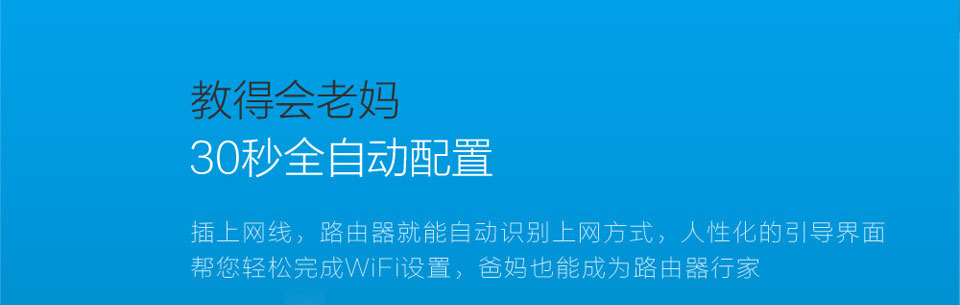 教得会老妈
30秒全自动配置
插上网线，路由器就能自动识别上网方式，人性化的引导界面
帮您轻松完成WiFi设置，爸妈也能成为路由器行家